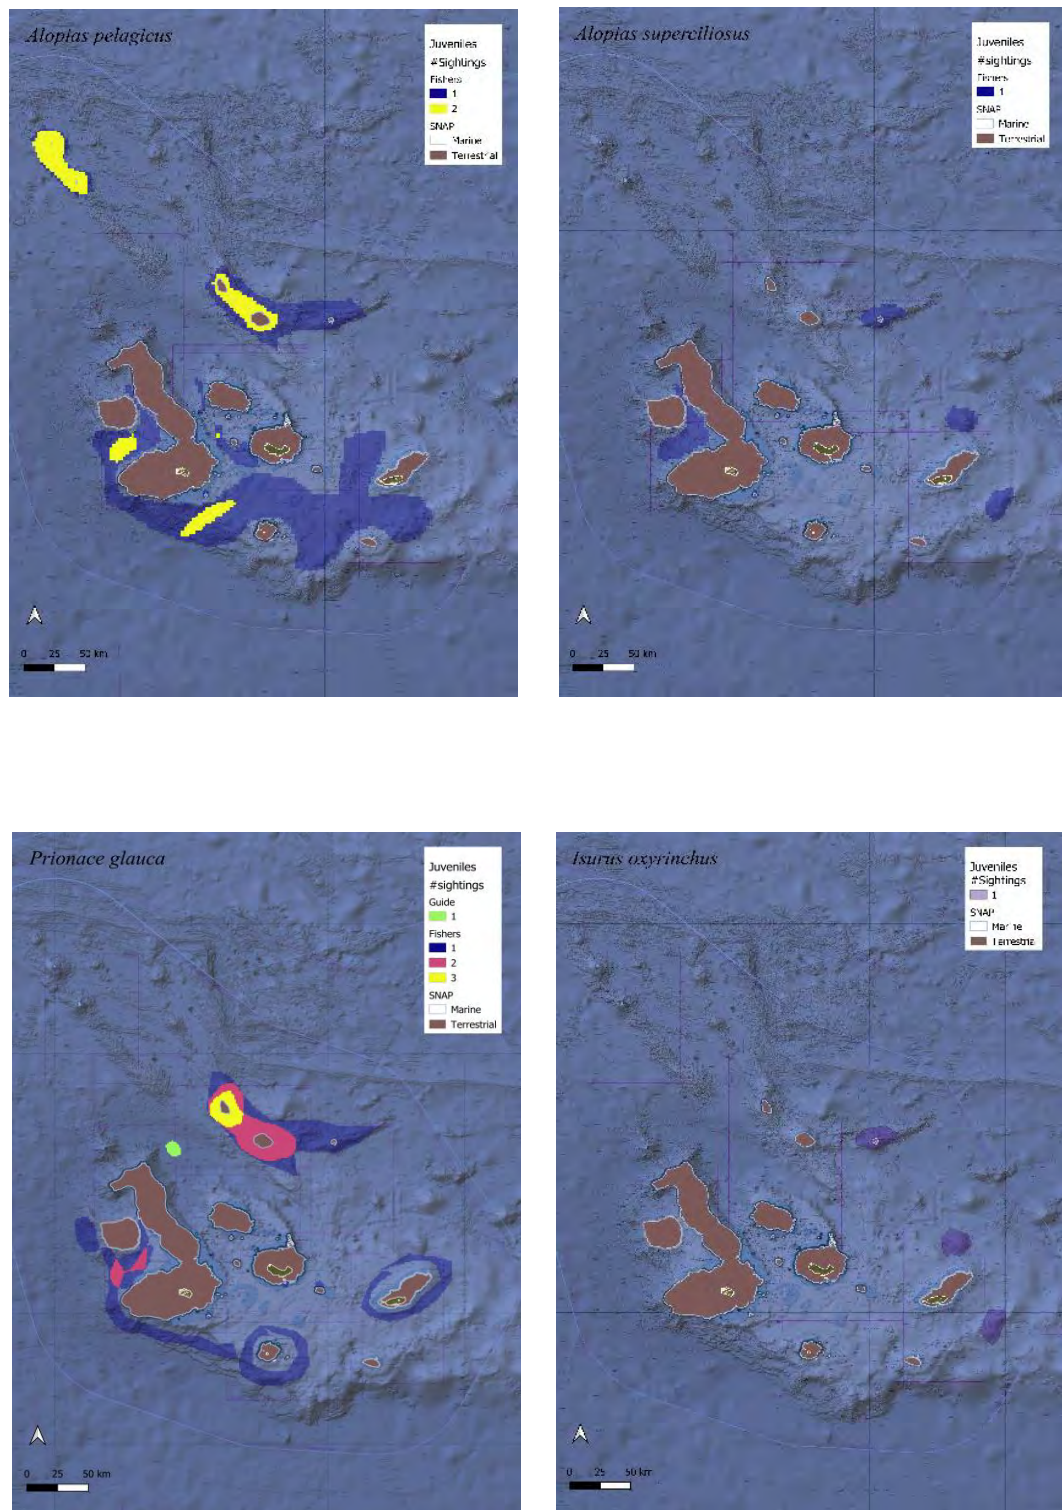 Alopias pelagicus
Juveniles
#Sightings
Fishers
1
2
SNAP
Marine
Terrestrial
0 25 50 km
Alopias superciliosus
Juveniles
#sightings
Fishers
1
SNAP
Marine
Terrestrial
0 25 50 km
Prionace glauca
Juveniles
#sightings
Guide
1
Fishers
1
2
3
SNAP
Marine
Terrestrial
0 25 50 km
Isurus oxyrinchus
Juveniles
#Sightings
1
SNAP
Marine
Terrestrial
0 25 50 km